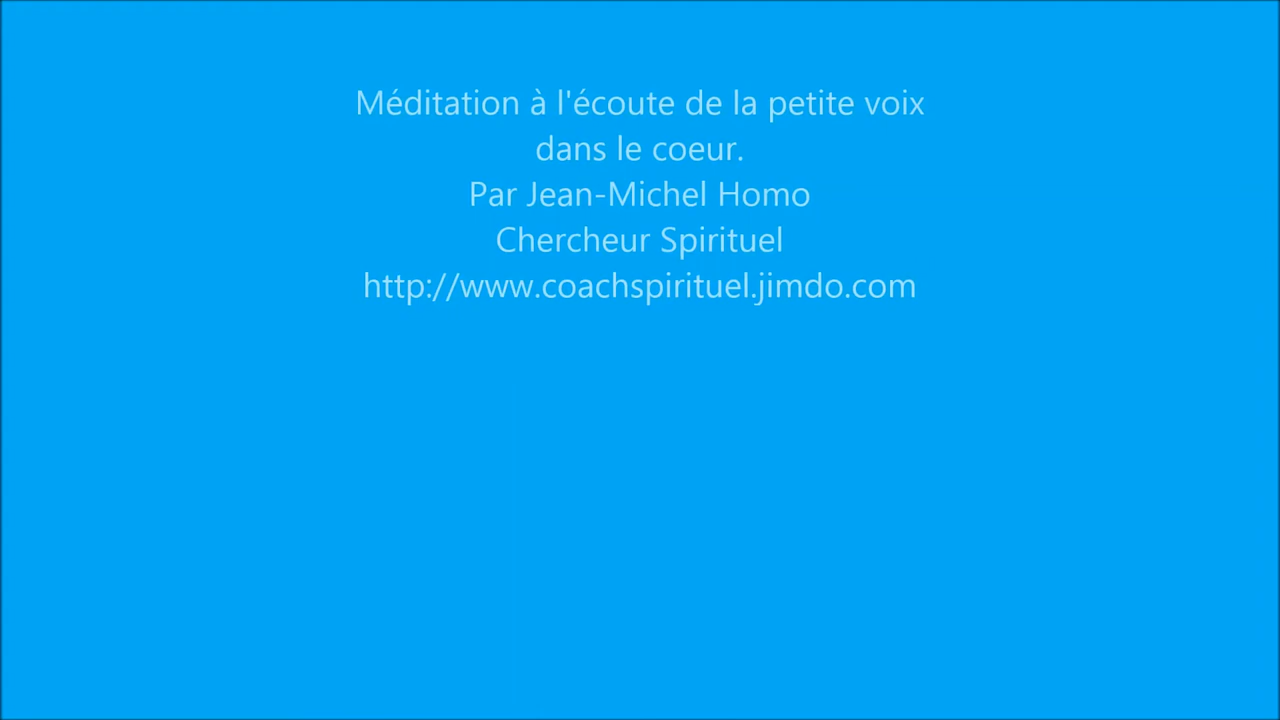 Méditation à l'écoute de la petite voix
dans le coeur.
Par Jean-Michel Homo
Chercheur Spirituel
http://www.coachspirituel.jimdo.com